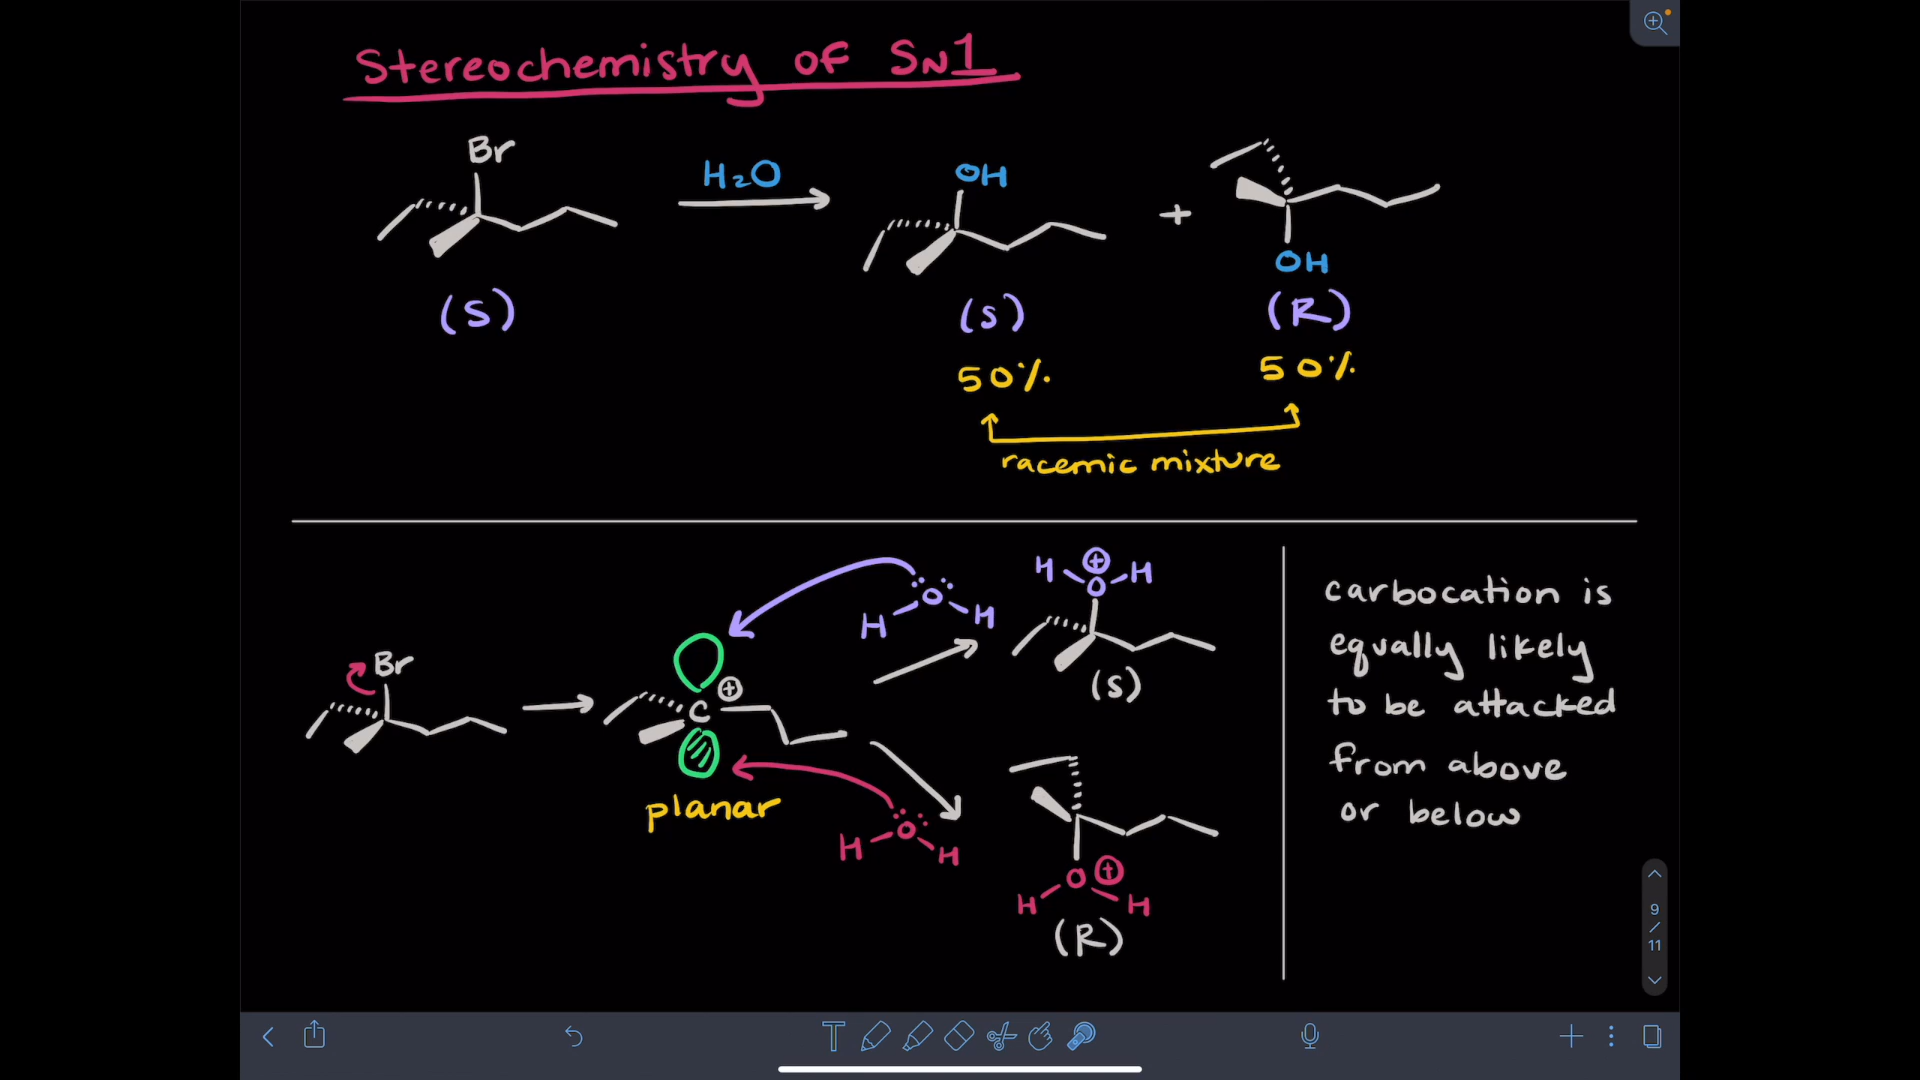 Stereochemistry of SN1
Br
H₂O
OH
+
OH
(S)
(S)
(R)
50%
50%
racemic mixture
H ⊕ H
O
O
H H
Br
⊕
C
(S)
planar
O
H H
O ⊕
H H
(R)
carbocation is
equally likely
to be attacked
from above
or below
9
/
11
T